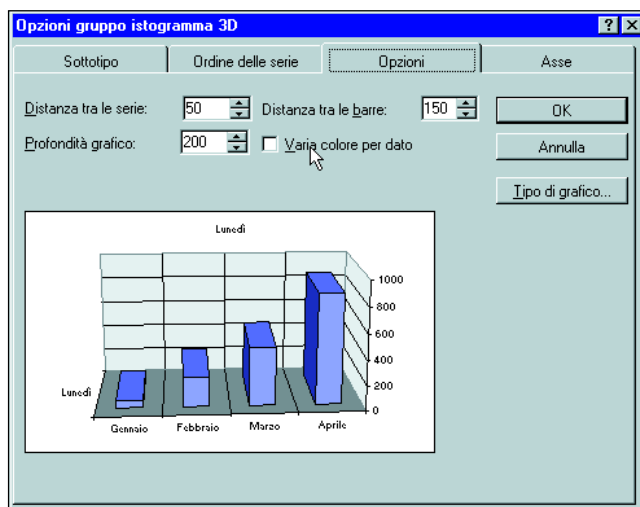 Opzioni gruppo istogramma 3D
Sottotipo Ordine delle serie Opzioni Asse
Distanza tra le serie: 50 Distanza tra le barre: 150 OK
Profondità grafico: 200 Varia colore per dato Annulla
Tipo di grafico...
Lunedì
1000
800
600
400
200
0
Lunedì
Gennaio Febbraio Marzo Aprile